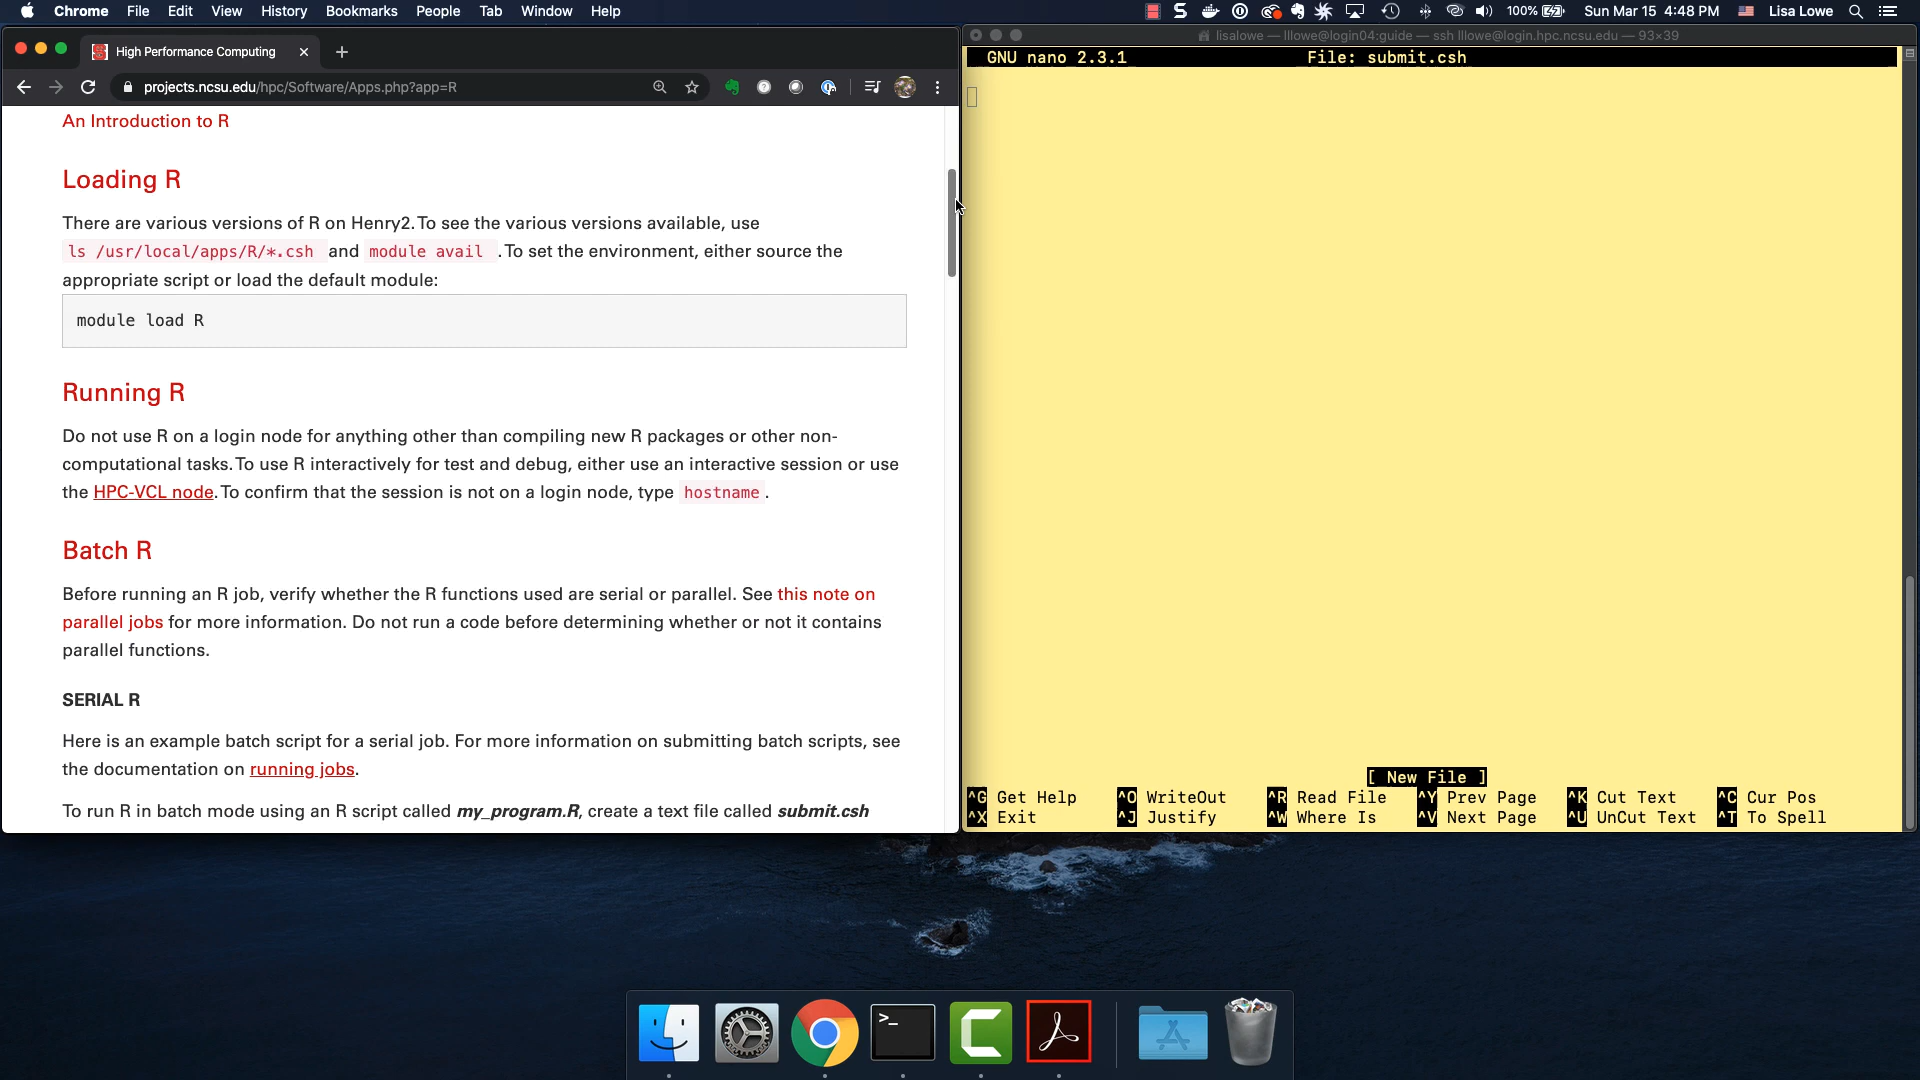 Chrome File Edit View History Bookmarks People Tab Window Help 100% Sun Mar 15 4:48 PM Lisa Lowe
High Performance Computing
projects.ncsu.edu/hpc/Software/Apps.php?app=R
An Introduction to R
Loading R
There are various versions of R on Henry2. To see the various versions available, use
ls /usr/local/apps/R/*.csh and module avail . To set the environment, either source the
appropriate script or load the default module:
module load R
Running R
Do not use R on a login node for anything other than compiling new R packages or other non-
computational tasks. To use R interactively for test and debug, either use an interactive session or use
the HPC-VCL node. To confirm that the session is not on a login node, type hostname .
Batch R
Before running an R job, verify whether the R functions used are serial or parallel. See this note on
parallel jobs for more information. Do not run a code before determining whether or not it contains
parallel functions.
SERIAL R
Here is an example batch script for a serial job. For more information on submitting batch scripts, see
the documentation on running jobs.
To run R in batch mode using an R script called my_program.R, create a text file called submit.csh
lisalowe — lllowe@login04:guide — ssh lllowe@login.hpc.ncsu.edu — 93×39
GNU nano 2.3.1 File: submit.csh
[ New File ]
^G Get Help ^O WriteOut ^R Read File ^Y Prev Page ^K Cut Text ^C Cur Pos
^X Exit ^J Justify ^W Where Is ^V Next Page ^U UnCut Text ^T To Spell